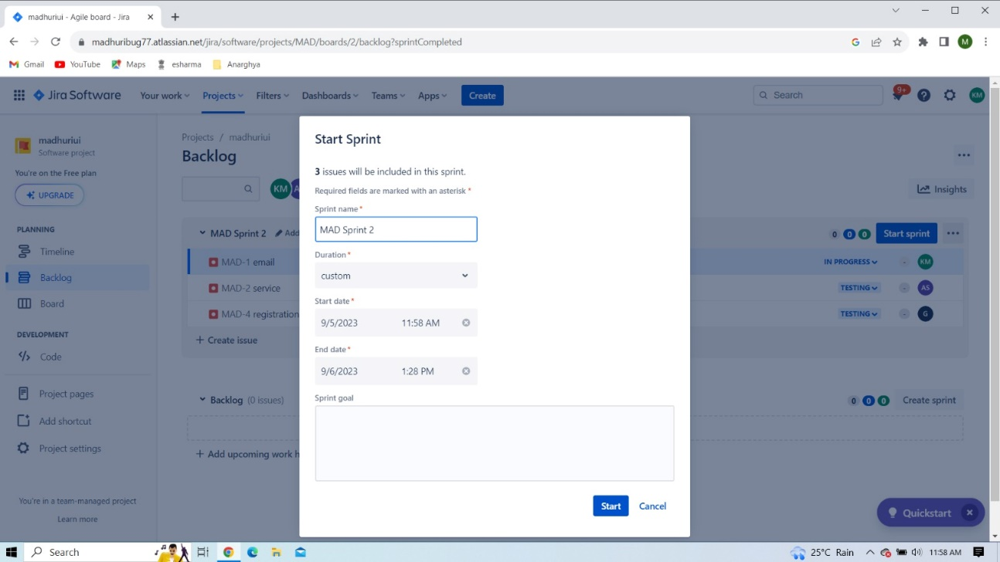 madhuriui - Agile board - Jira
madhuribug77.atlassian.net/jira/software/projects/MAD/boards/2/backlog?sprintCompleted
G
M
Gmail YouTube Maps esharma Anarghya
Jira Software Your work Projects Filters Dashboards Teams Apps Create Search 9+ KM
madhuriui
Software project
You're on the Free plan
UPGRADE
PLANNING
Timeline
Backlog
Board
DEVELOPMENT
Code
Project pages
Add shortcut
Project settings
You're in a team-managed project
Learn more
Projects / madhuriui
Backlog
KM
Insights
MAD Sprint 2 Add 0 0 0 Start sprint
MAD-1 email IN PROGRESS - KM
MAD-2 service TESTING - AS
MAD-4 registration TESTING - G
+ Create issue
Backlog (0 issues) 0 0 0 Create sprint
+ Add upcoming work h
Start Sprint
3 issues will be included in this sprint.
Required fields are marked with an asterisk *
Sprint name*
MAD Sprint 2
Duration*
custom
Start date*
9/5/2023 11:58 AM
End date*
9/6/2023 1:28 PM
Sprint goal
Start Cancel
Quickstart
Search 25°C Rain 11:58 AM